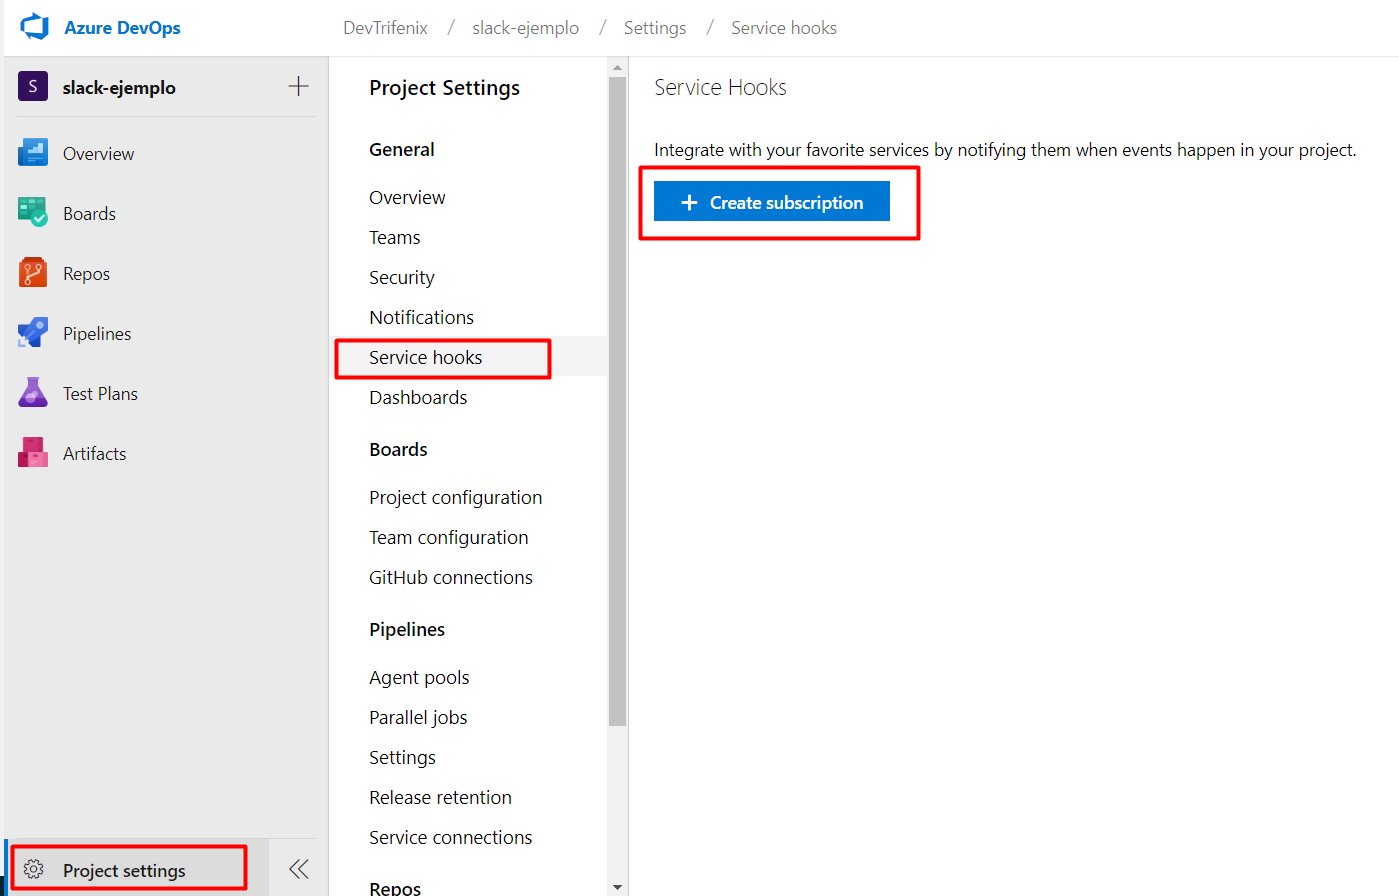 Azure DevOps
DevTrifenix / slack-ejemplo / Settings / Service hooks
S slack-ejemplo
Overview
Boards
Repos
Pipelines
Test Plans
Artifacts
Project settings
Project Settings
General
Overview
Teams
Security
Notifications
Service hooks
Dashboards
Boards
Project configuration
Team configuration
GitHub connections
Pipelines
Agent pools
Parallel jobs
Settings
Release retention
Service connections
Repos
Service Hooks
Integrate with your favorite services by notifying them when events happen in your project.
+ Create subscription